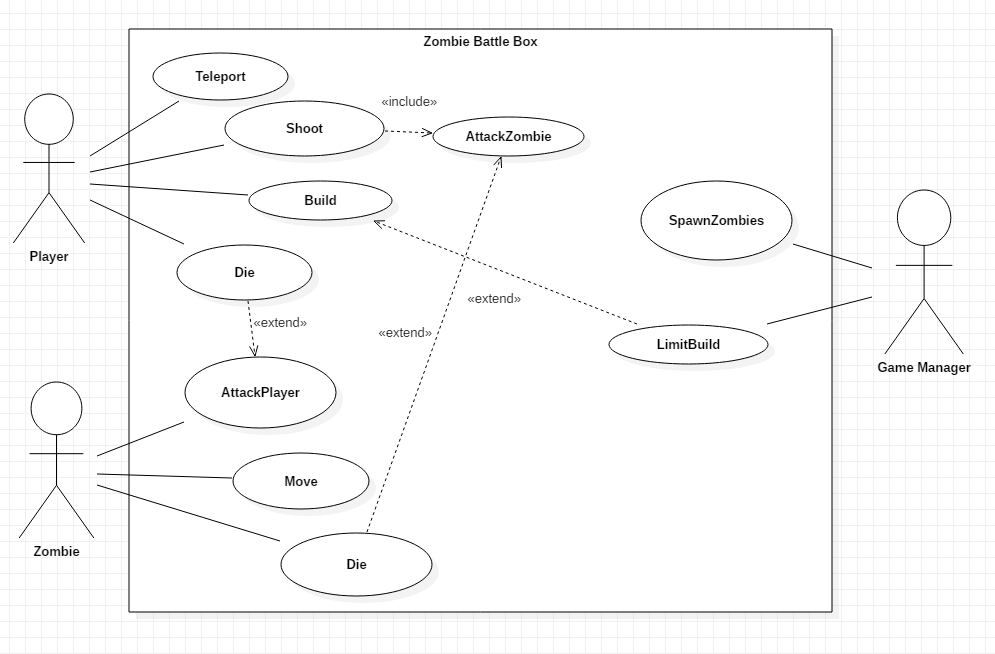 Zombie Battle Box
Teleport
«include»
Shoot
AttackZombie
Build
SpawnZombies
Player
Die
«extend»
«extend»
«extend»
LimitBuild
Game Manager
AttackPlayer
Move
Zombie
Die